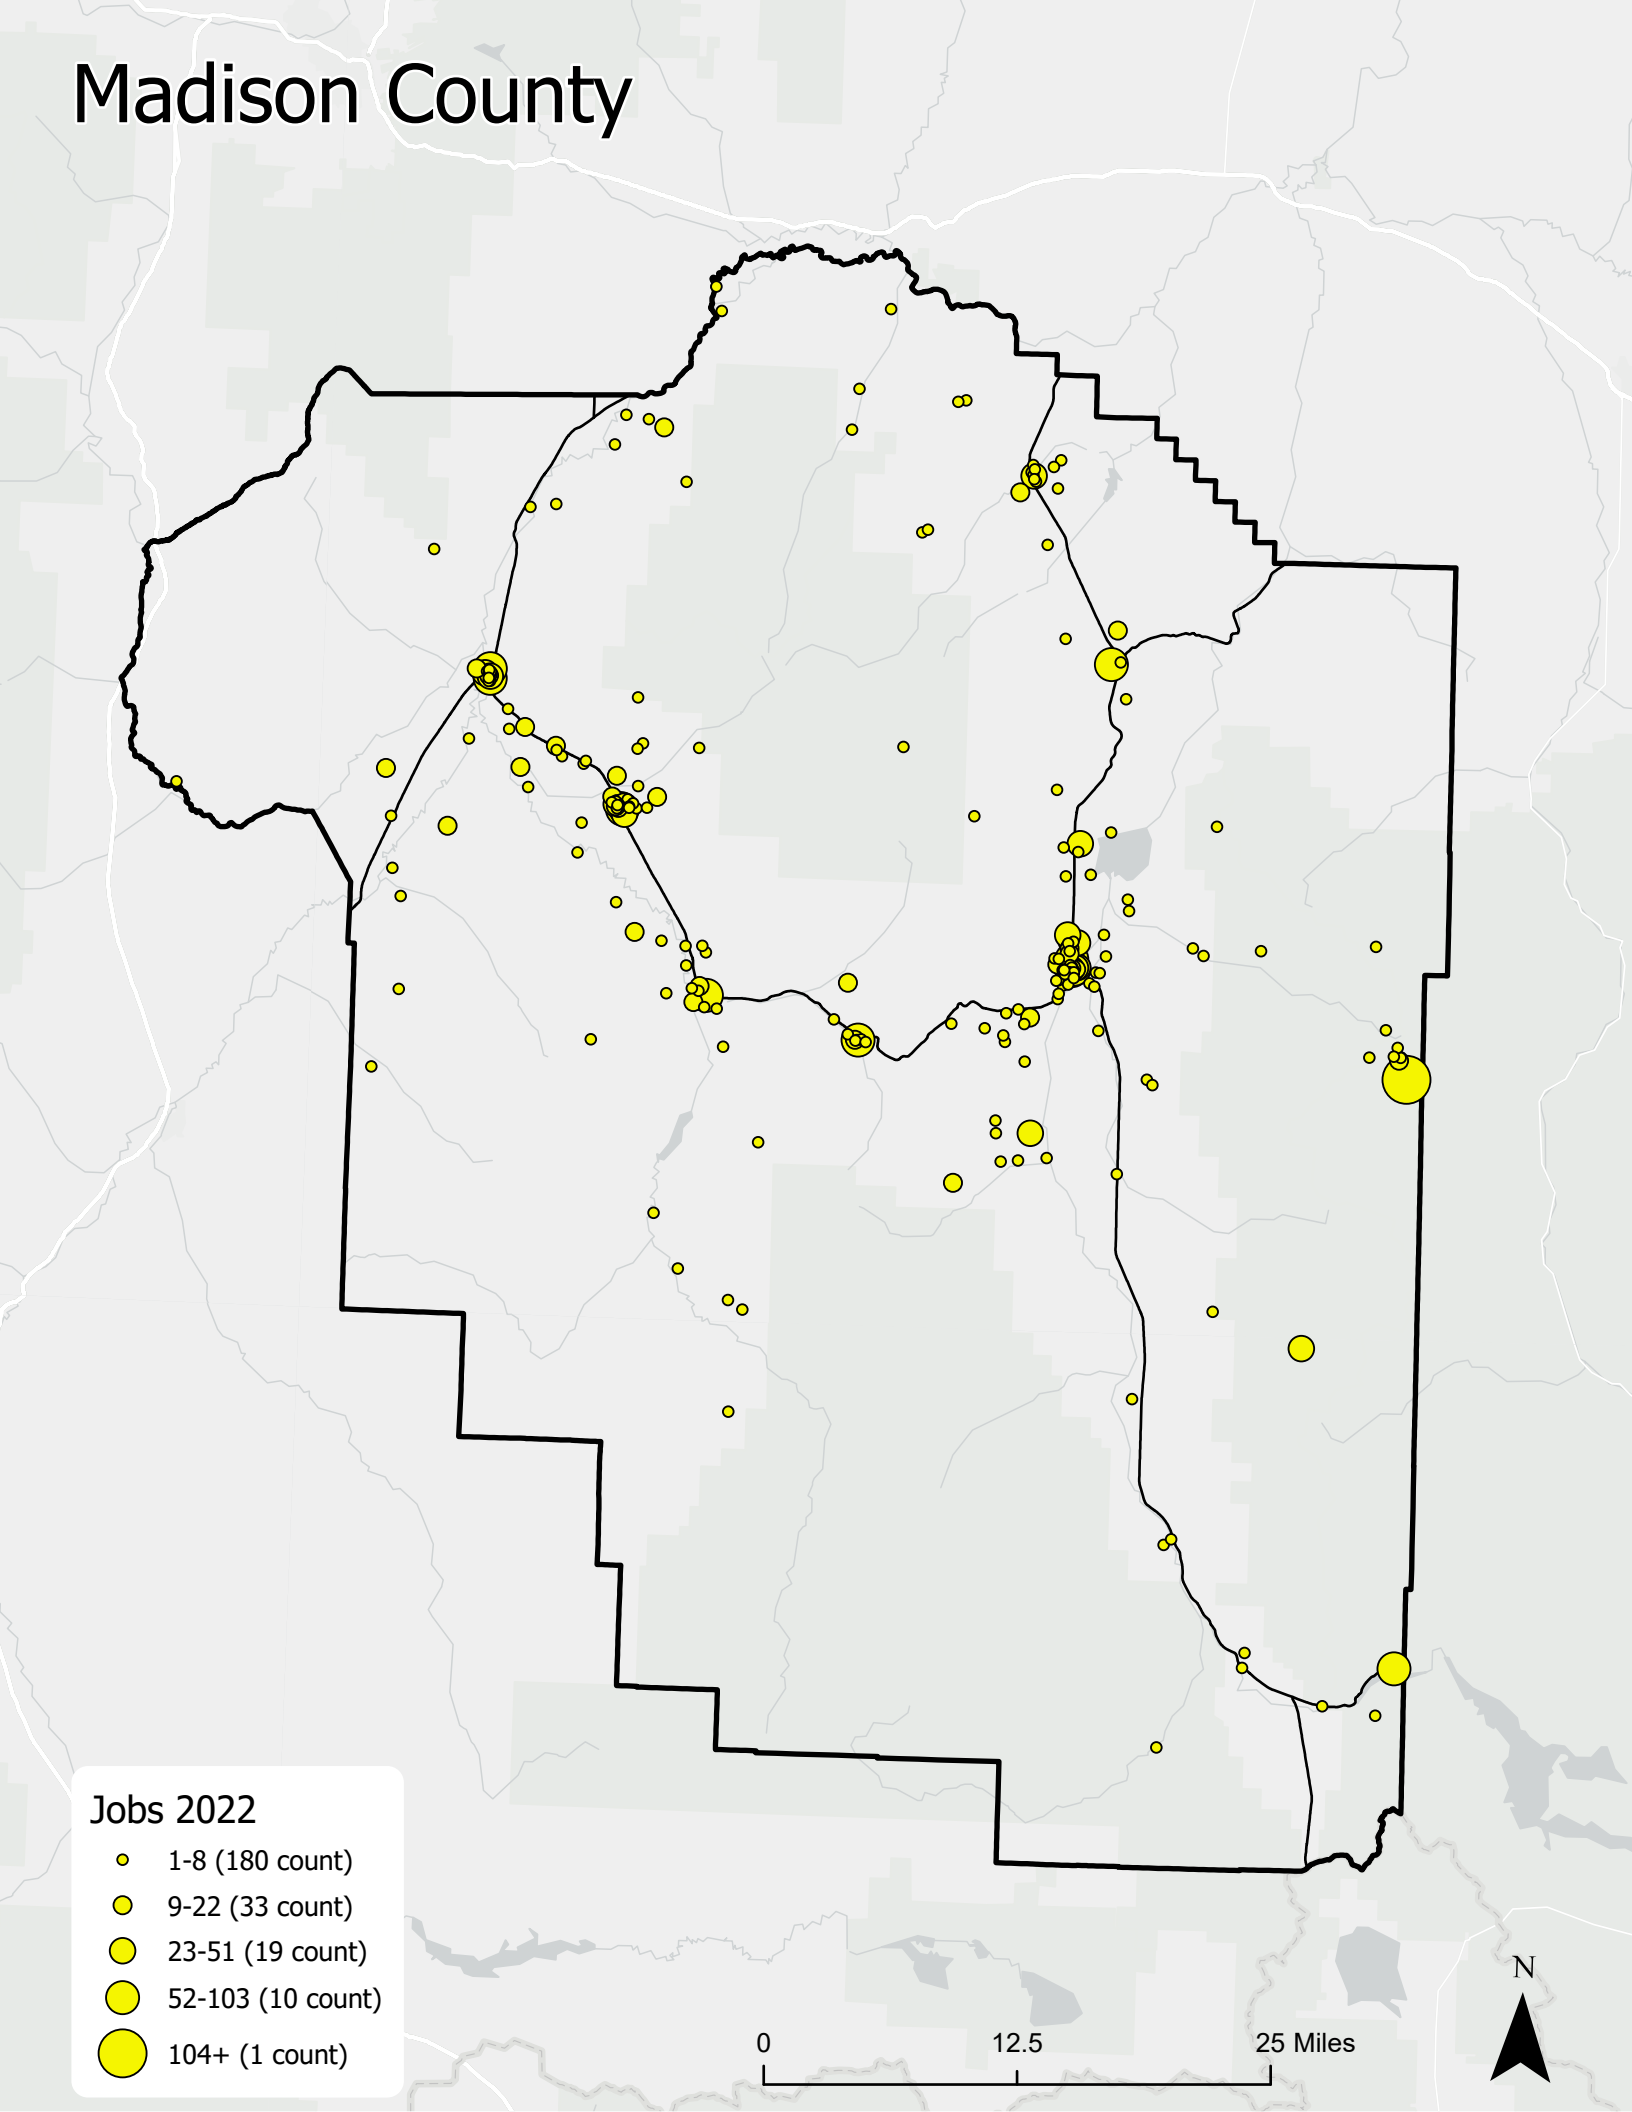 Madison County
Jobs 2022
1-8 (180 count)
9-22 (33 count)
23-51 (19 count)
52-103 (10 count)
104+ (1 count)
0 12.5 25 Miles
N